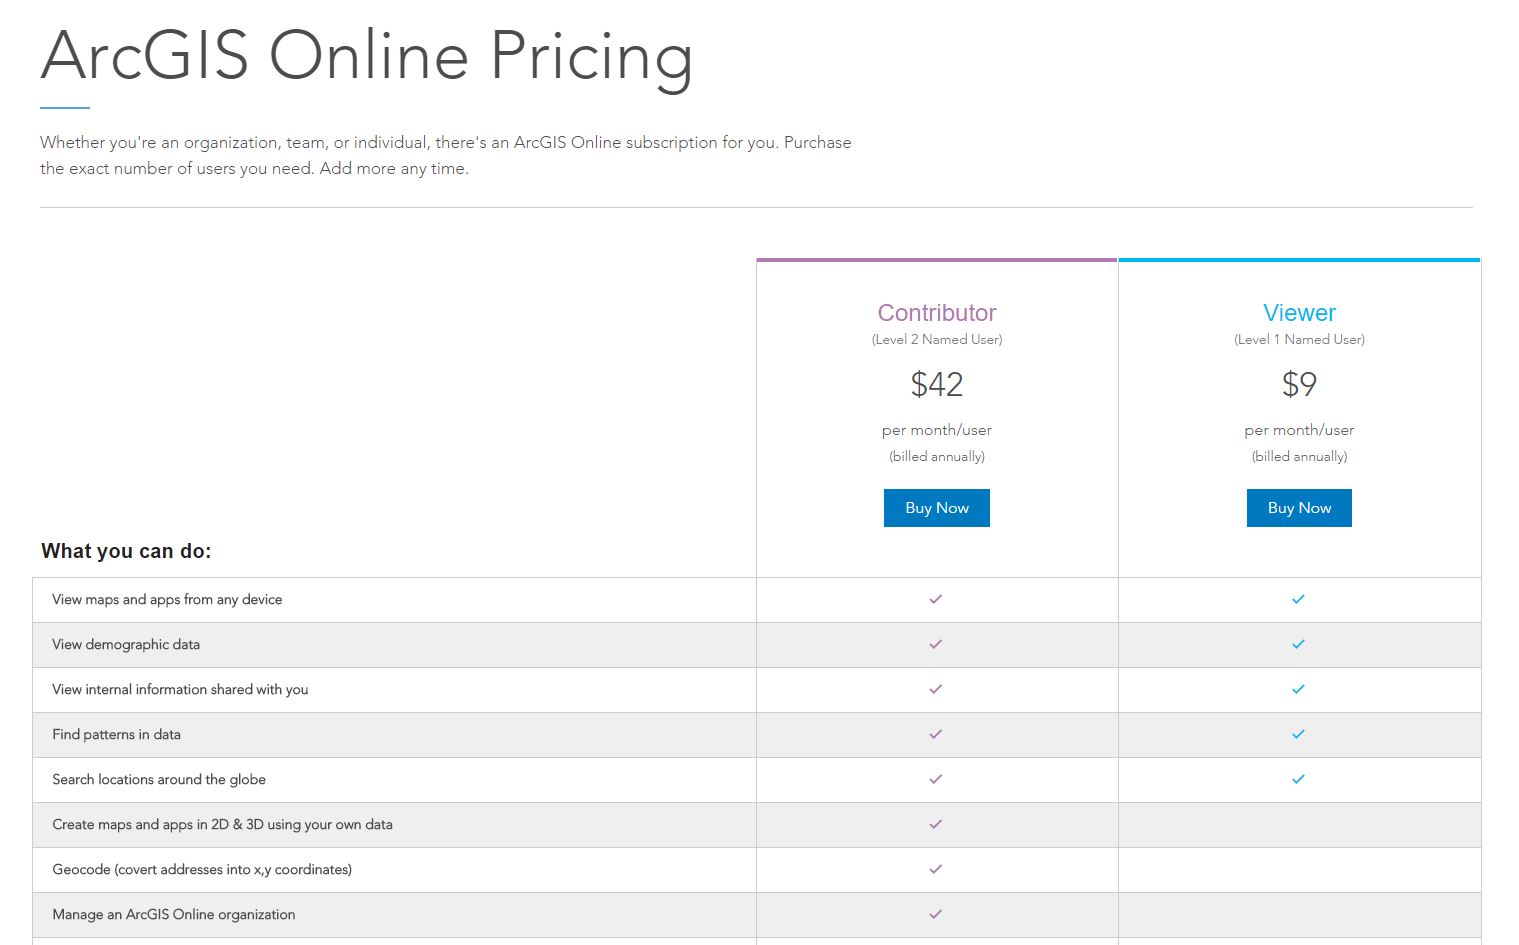 ArcGIS Online Pricing
Whether you're an organization, team, or individual, there's an ArcGIS Online subscription for you. Purchase
the exact number of users you need. Add more any time.
Contributor
(Level 2 Named User)
$42
per month/user
(billed annually)
Buy Now
Viewer
(Level 1 Named User)
$9
per month/user
(billed annually)
Buy Now
What you can do:
View maps and apps from any device
View demographic data
View internal information shared with you
Find patterns in data
Search locations around the globe
Create maps and apps in 2D & 3D using your own data
Geocode (covert addresses into x,y coordinates)
Manage an ArcGIS Online organization